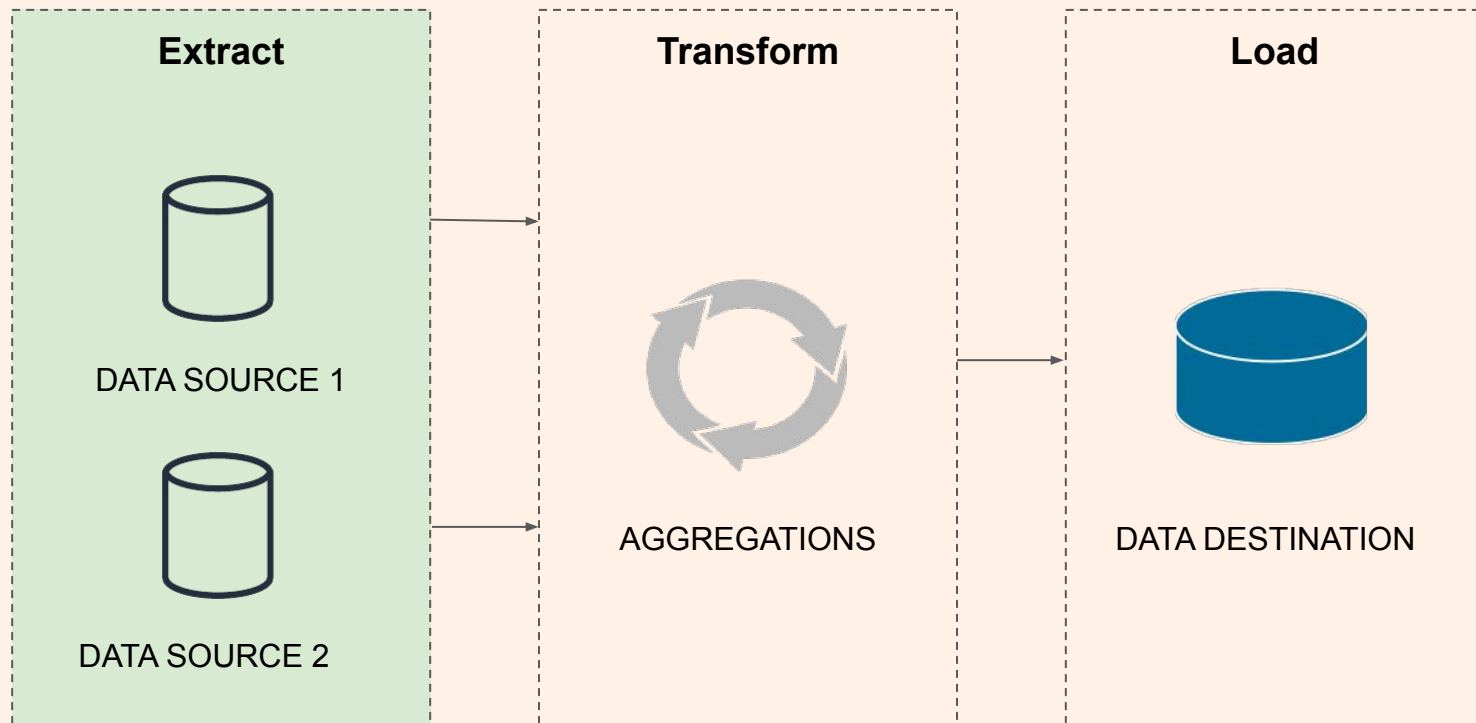 Extract
Transform
Load
DATA SOURCE 1
DATA SOURCE 2
AGGREGATIONS
DATA DESTINATION